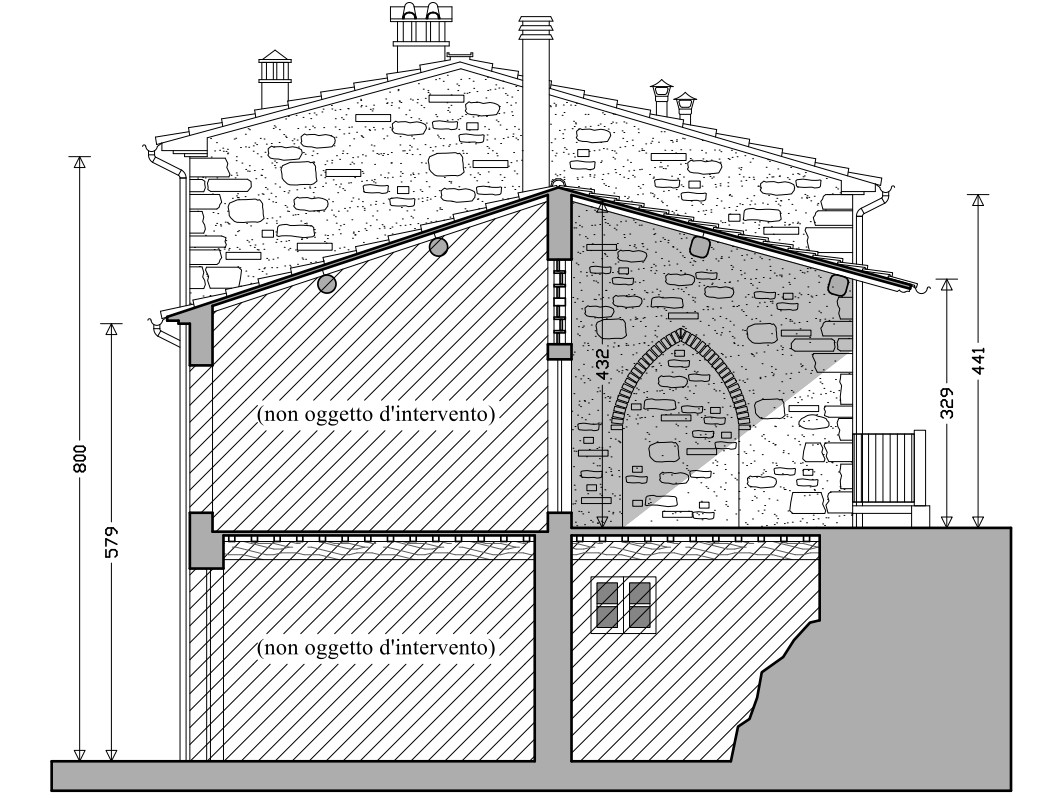 432
441
329
(non oggetto d'intervento)
800
579
(non oggetto d'intervento)